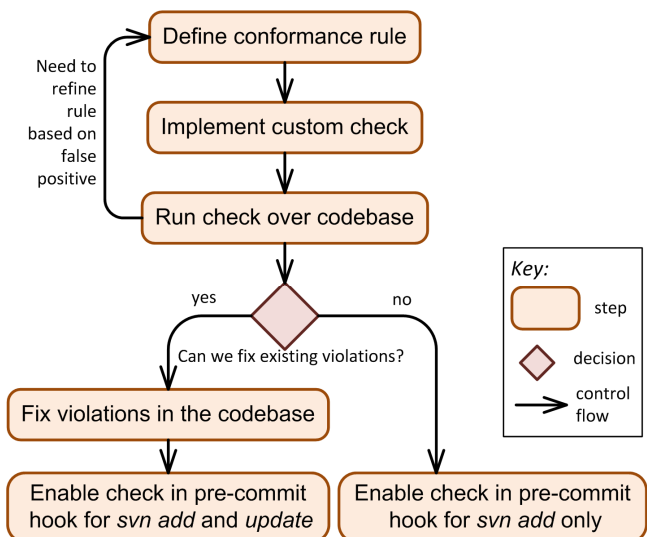 Define conformance rule
Need to
refine
rule
based on
false
positive
Implement custom check
Run check over codebase
yes
no
Can we fix existing violations?
Fix violations in the codebase
Enable check in pre-commit
hook for svn add and update
Enable check in pre-commit
hook for svn add only
Key:
step
decision
control
flow